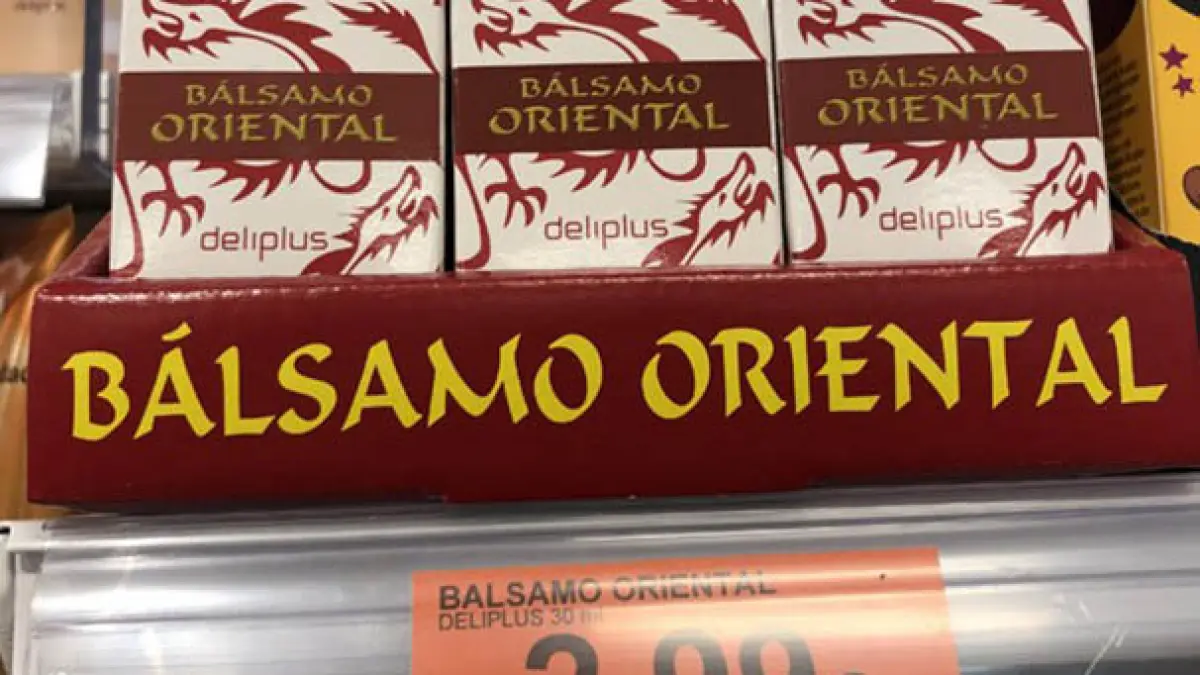 BÁLSAMO
ORIENTAL
deliplus
BÁLSAMO
ORIENTAL
deliplus
BÁLSAMO
ORIENTAL
deliplus
BÁLSAMO ORIENTAL
BALSAMO ORIENTAL
DELIPLUS 30 ml